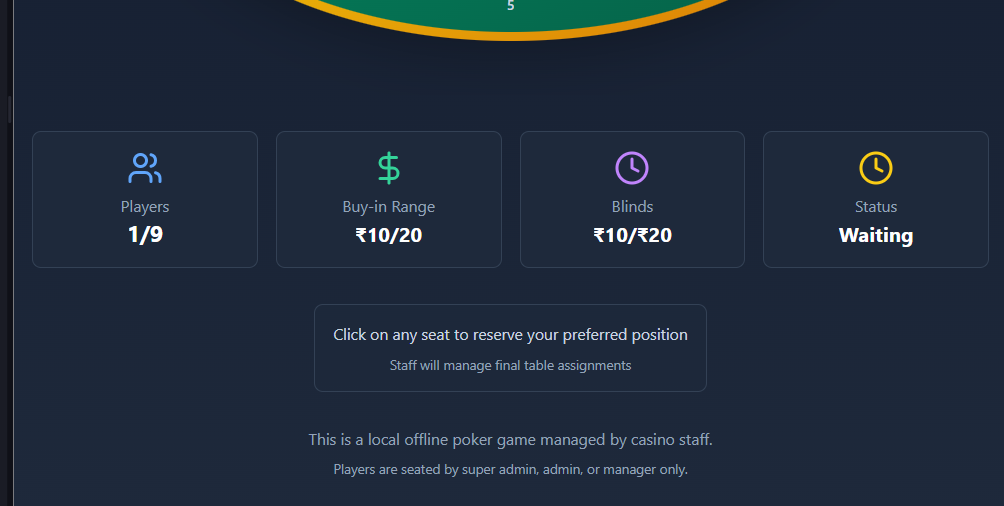 5
Players
1/9
Buy-in Range
₹10/20
Blinds
₹10/₹20
Status
Waiting
Click on any seat to reserve your preferred position
Staff will manage final table assignments
This is a local offline poker game managed by casino staff.
Players are seated by super admin, admin, or manager only.